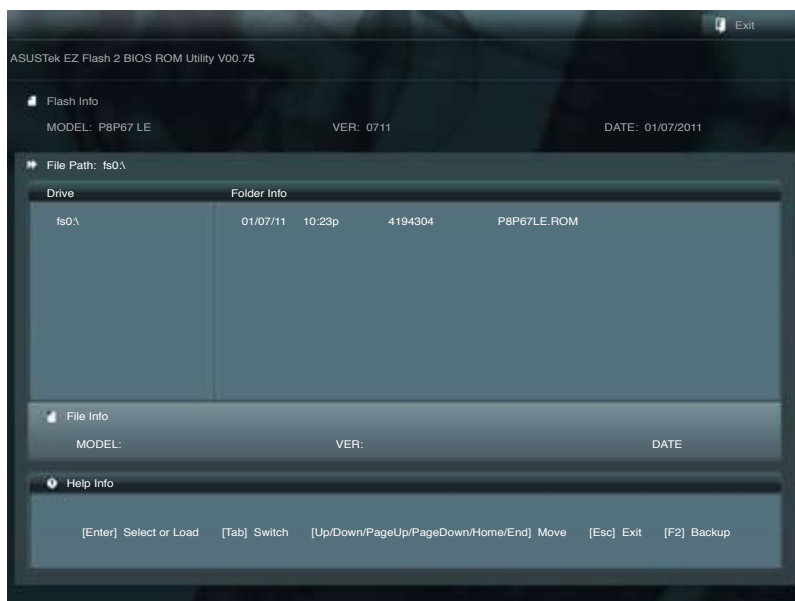 Exit
ASUSTek EZ Flash 2 BIOS ROM Utility V00.75
Flash Info
MODEL: P8P67 LE VER: 0711 DATE: 01/07/2011
File Path: fs0:\
Drive Folder Info
fs0:\ 01/07/11 10:23p 4194304 P8P67LE.ROM
File Info
MODEL: VER: DATE
Help Info
[Enter] Select or Load [Tab] Switch [Up/Down/PageUp/PageDown/Home/End] Move [Esc] Exit [F2] Backup